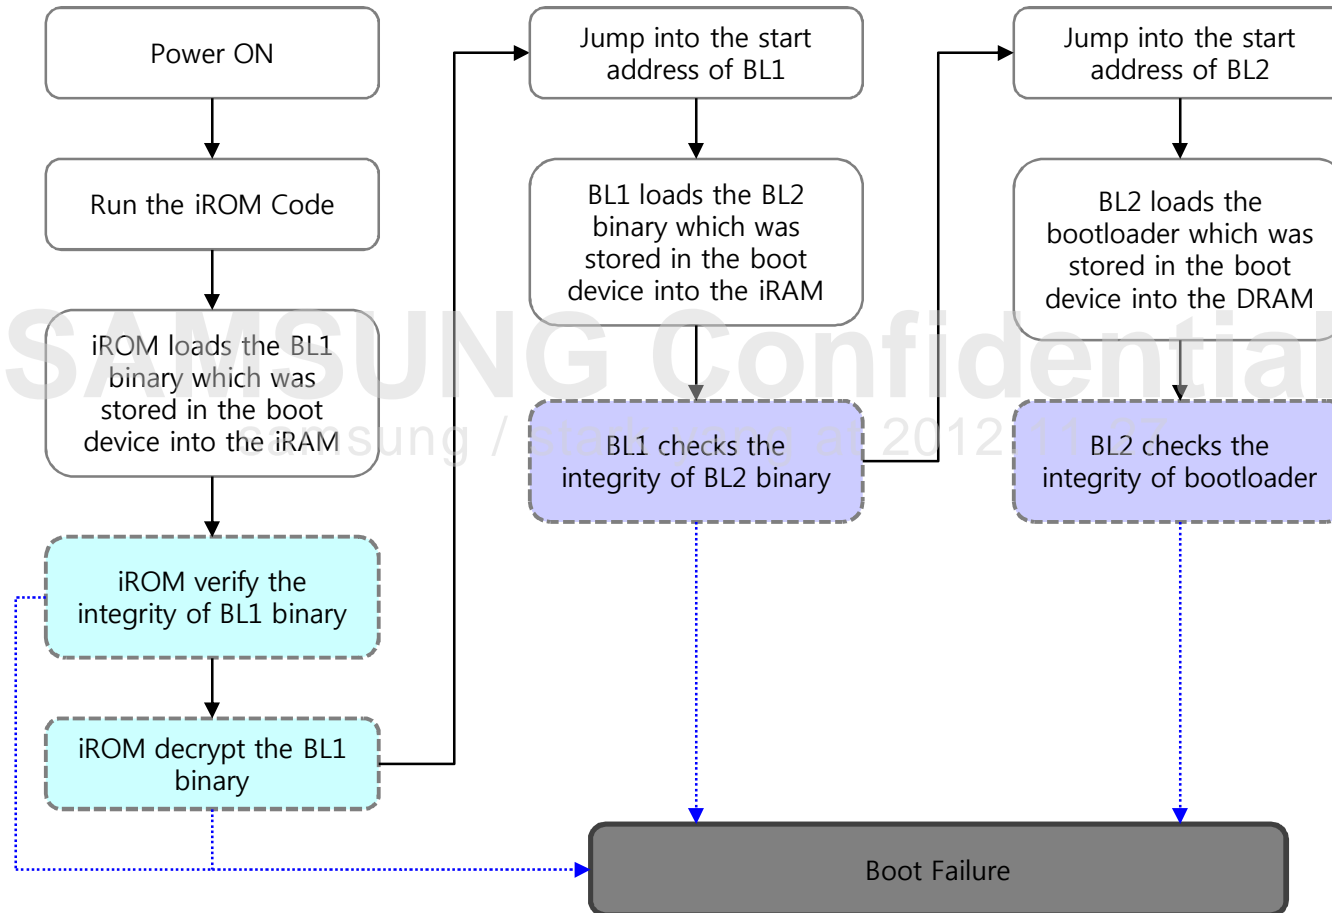 Power ON
Run the iROM Code
iROM loads the BL1
binary which was
stored in the boot
device into the iRAM
iROM verify the
integrity of BL1 binary
iROM decrypt the BL1
binary
Jump into the start
address of BL1
BL1 loads the BL2
binary which was
stored in the boot
device into the iRAM
BL1 checks the
integrity of BL2 binary
Jump into the start
address of BL2
BL2 loads the
bootloader which was
stored in the boot
device into the DRAM
BL2 checks the
integrity of bootloader
Boot Failure
SAMSUNG Confidential
samsung / stark.yang at 2012.11.27